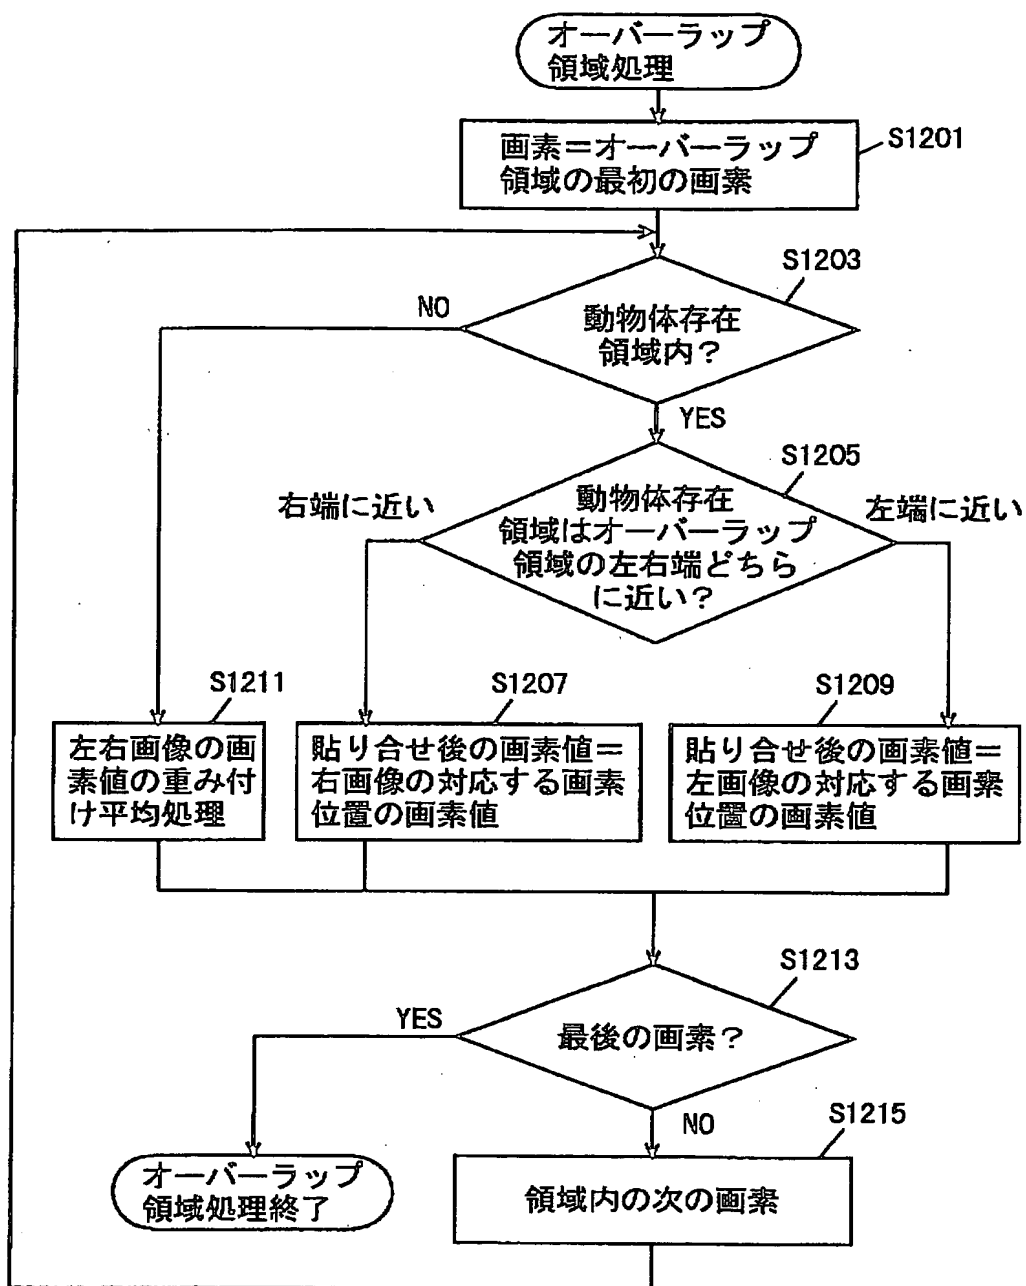 オーバーラップ
領域処理
S1201
画素＝オーバーラップ
領域の最初の画素
S1203
NO
動物体存在
領域内？
YES
S1205
右端に近い
動物体存在
領域はオーバーラップ
領域の左右端どちら
に近い？
左端に近い
S1211
左右画像の画
素値の重み付
け平均処理
S1207
貼り合せ後の画素値＝
右画像の対応する画素
位置の画素値
S1209
貼り合せ後の画素値＝
左画像の対応する画素
位置の画素値
S1213
YES
最後の画素？
NO
S1215
オーバーラップ
領域処理終了
領域内の次の画素